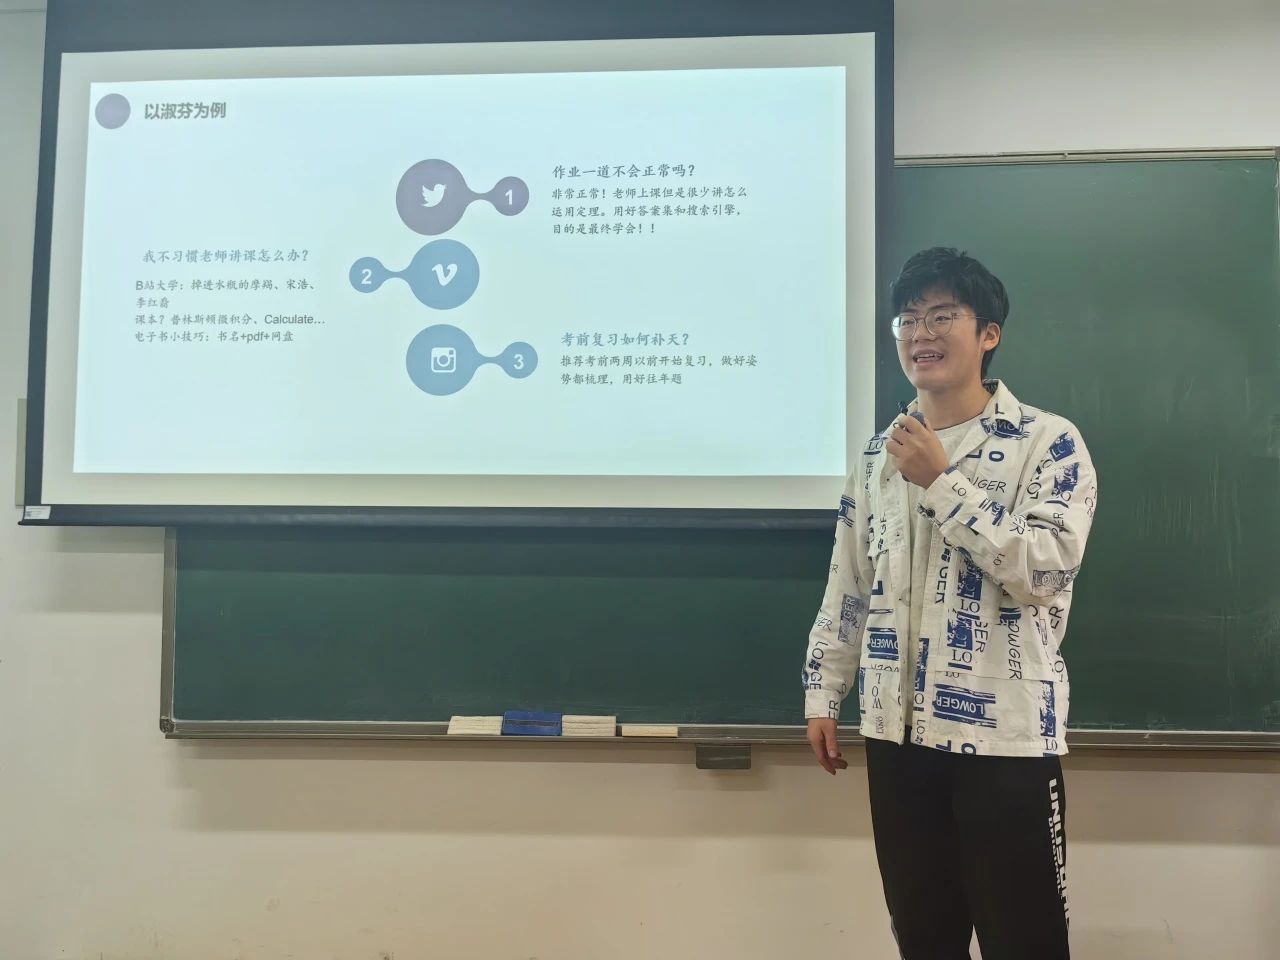 以淑芬为例
1
作业一道不会正常吗？
非常正常！老师上课但是很少讲怎么
运用定理。用好答案集和搜索引擎，
目的是最终学会！！
2
我不习惯老师讲课怎么办？
B站大学：掉进水瓶的摩羯、宋浩、
李红裔
课本？普林斯顿微积分、Calculate...
电子书小技巧：书名+pdf+网盘
3
考前复习如何补天？
推荐考前两周以前开始复习，做好姿
势都梳理，用好往年题
LOWGER
LOWGER
LOWGER
LO
LO
LO